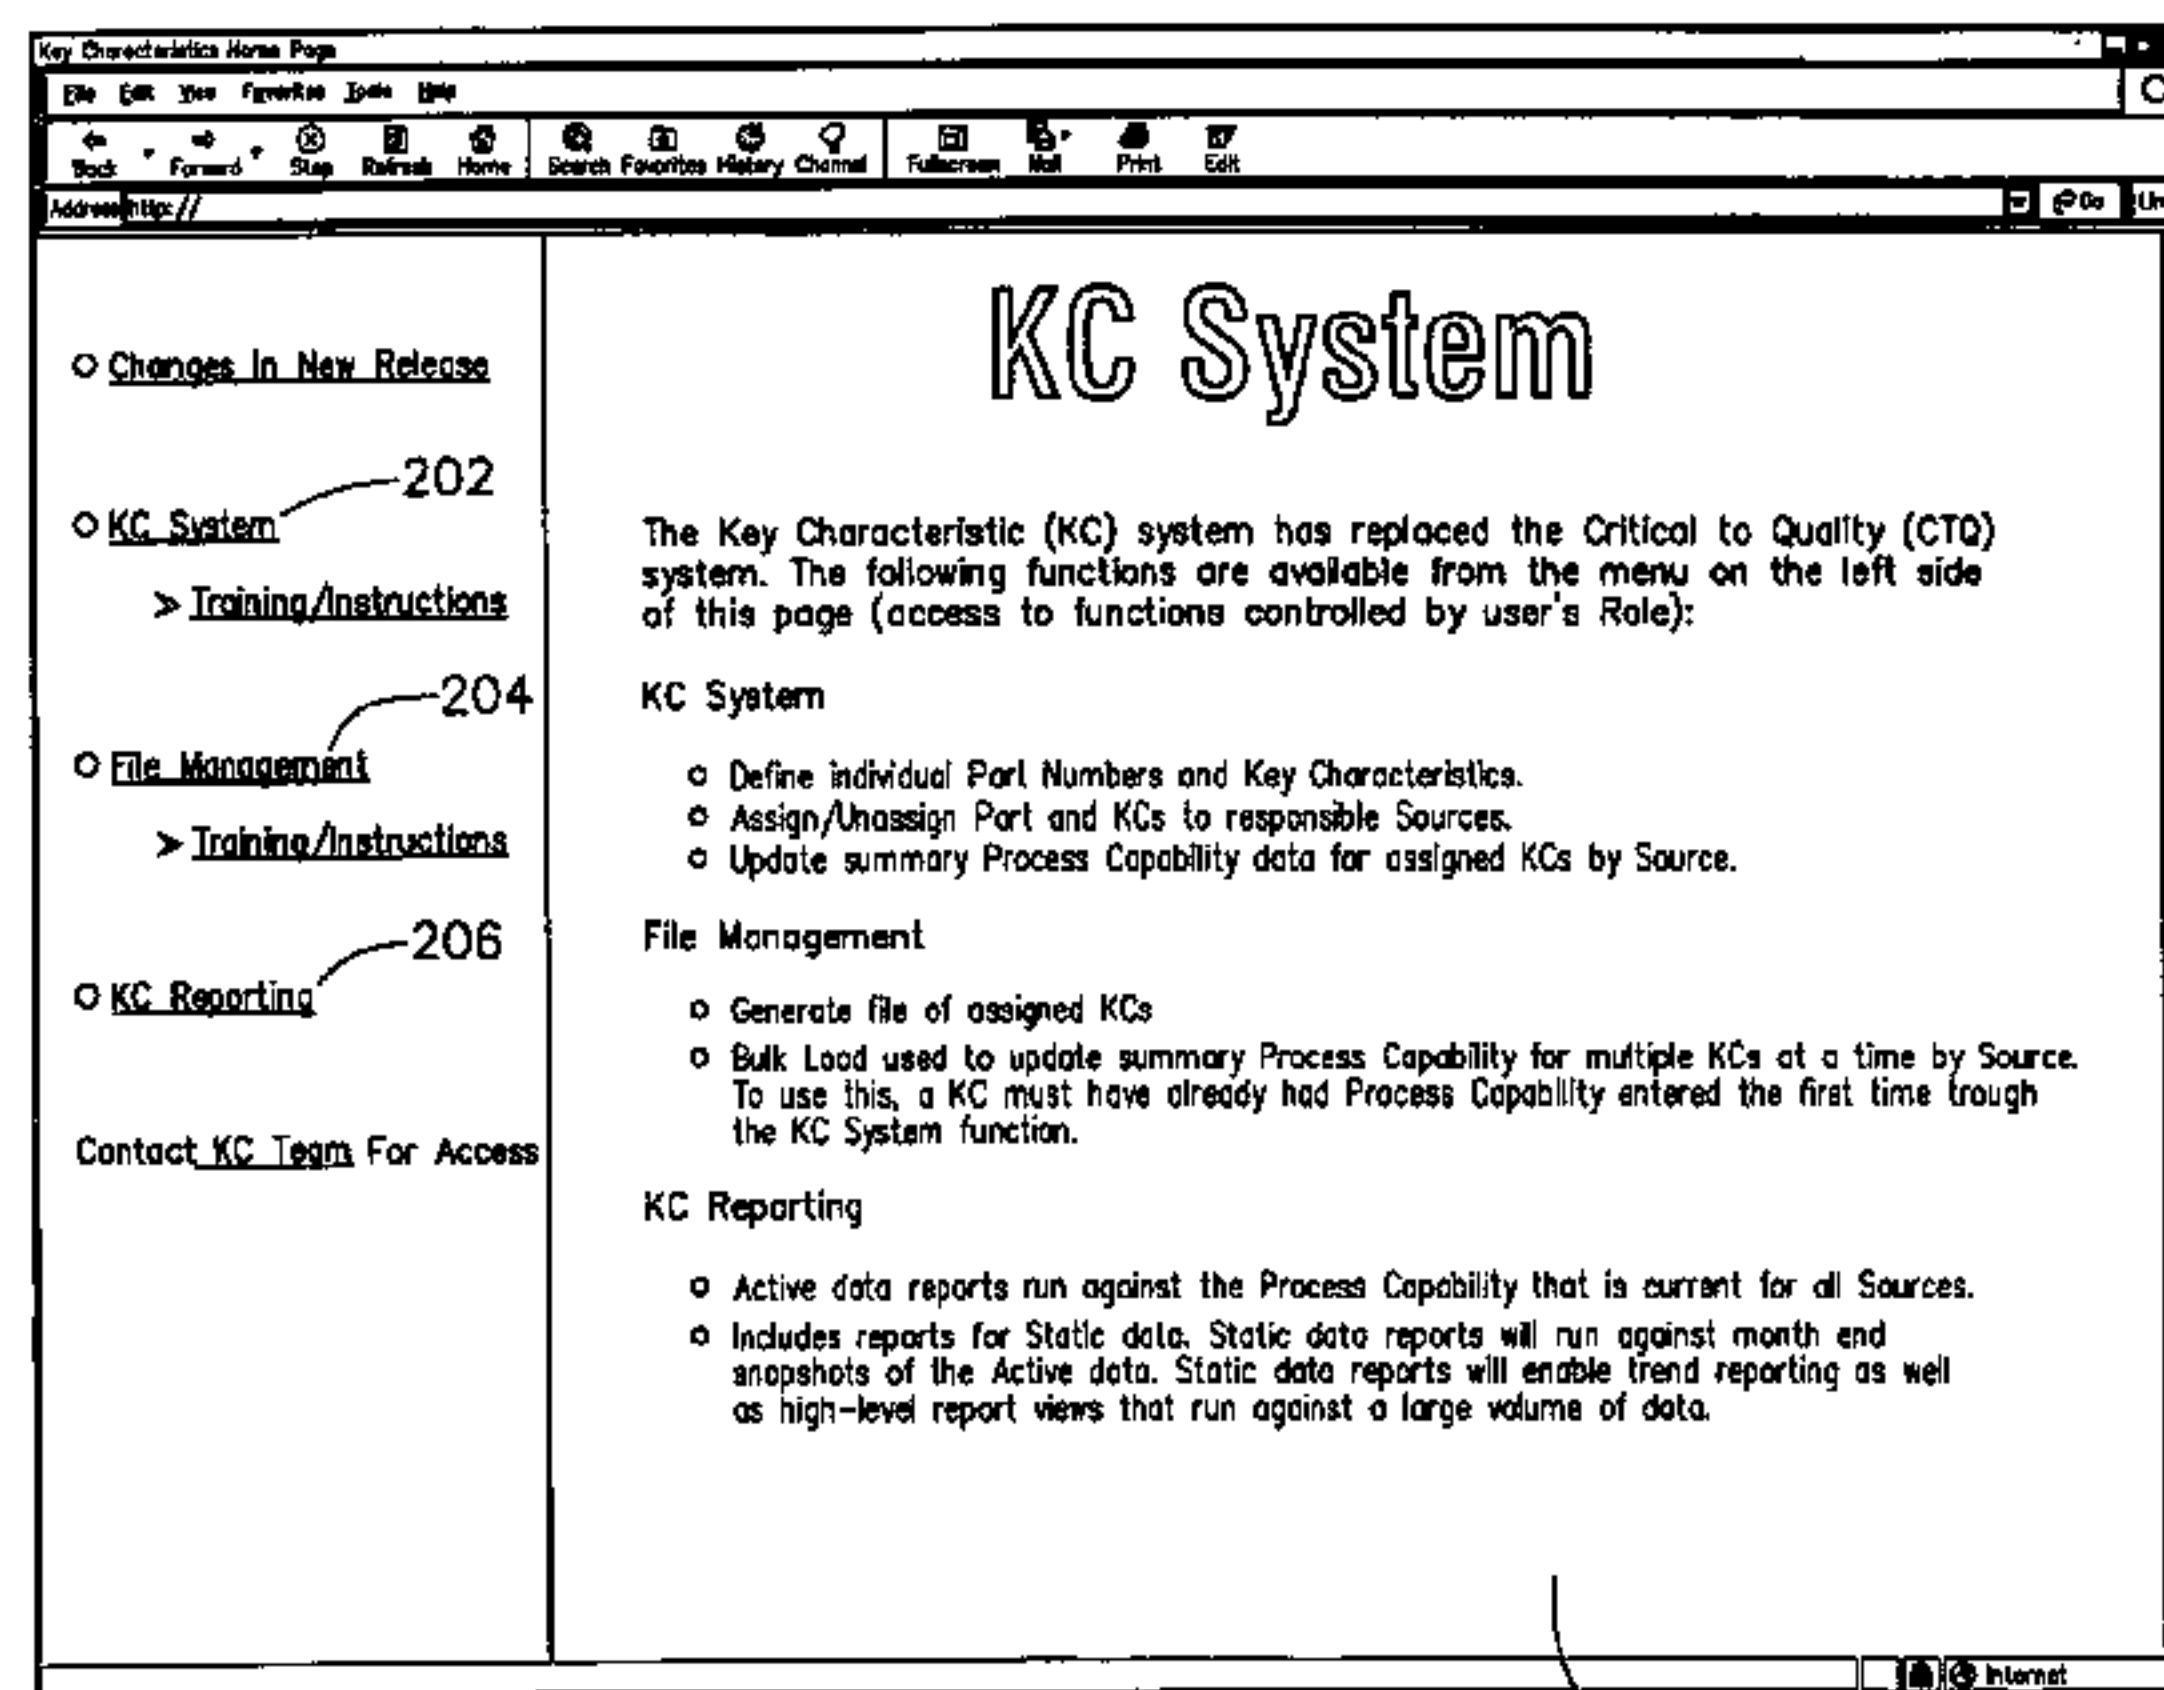 Key Characteristics Home Page
File Edit View Favorites Tools Help
Back Forward Stop Refresh Home Search Favorites History Channel Fullscreen Mail Print Edit
Address http://
Go
KC System
Changes In New Release
202
KC System
> Training/Instructions
204
File Management
> Training/Instructions
206
KC Reporting
Contact KC Team For Access
The Key Characteristic (KC) system has replaced the Critical to Quality (CTQ)
system. The following functions are available from the menu on the left side
of this page (access to functions controlled by user's Role):
KC System
Define individual Part Numbers and Key Characteristics.
Assign/Unassign Part and KCs to responsible Sources.
Update summary Process Capability data for assigned KCs by Source.
File Management
Generate file of assigned KCs
Bulk Load used to update summary Process Capability for multiple KCs at a time by Source.
To use this, a KC must have already had Process Capability entered the first time trough
the KC System function.
KC Reporting
Active data reports run against the Process Capability that is current for all Sources.
Includes reports for Static data. Static data reports will run against month end
snapshots of the Active data. Static data reports will enable trend reporting as well
as high-level report views that run against a large volume of data.
Internet